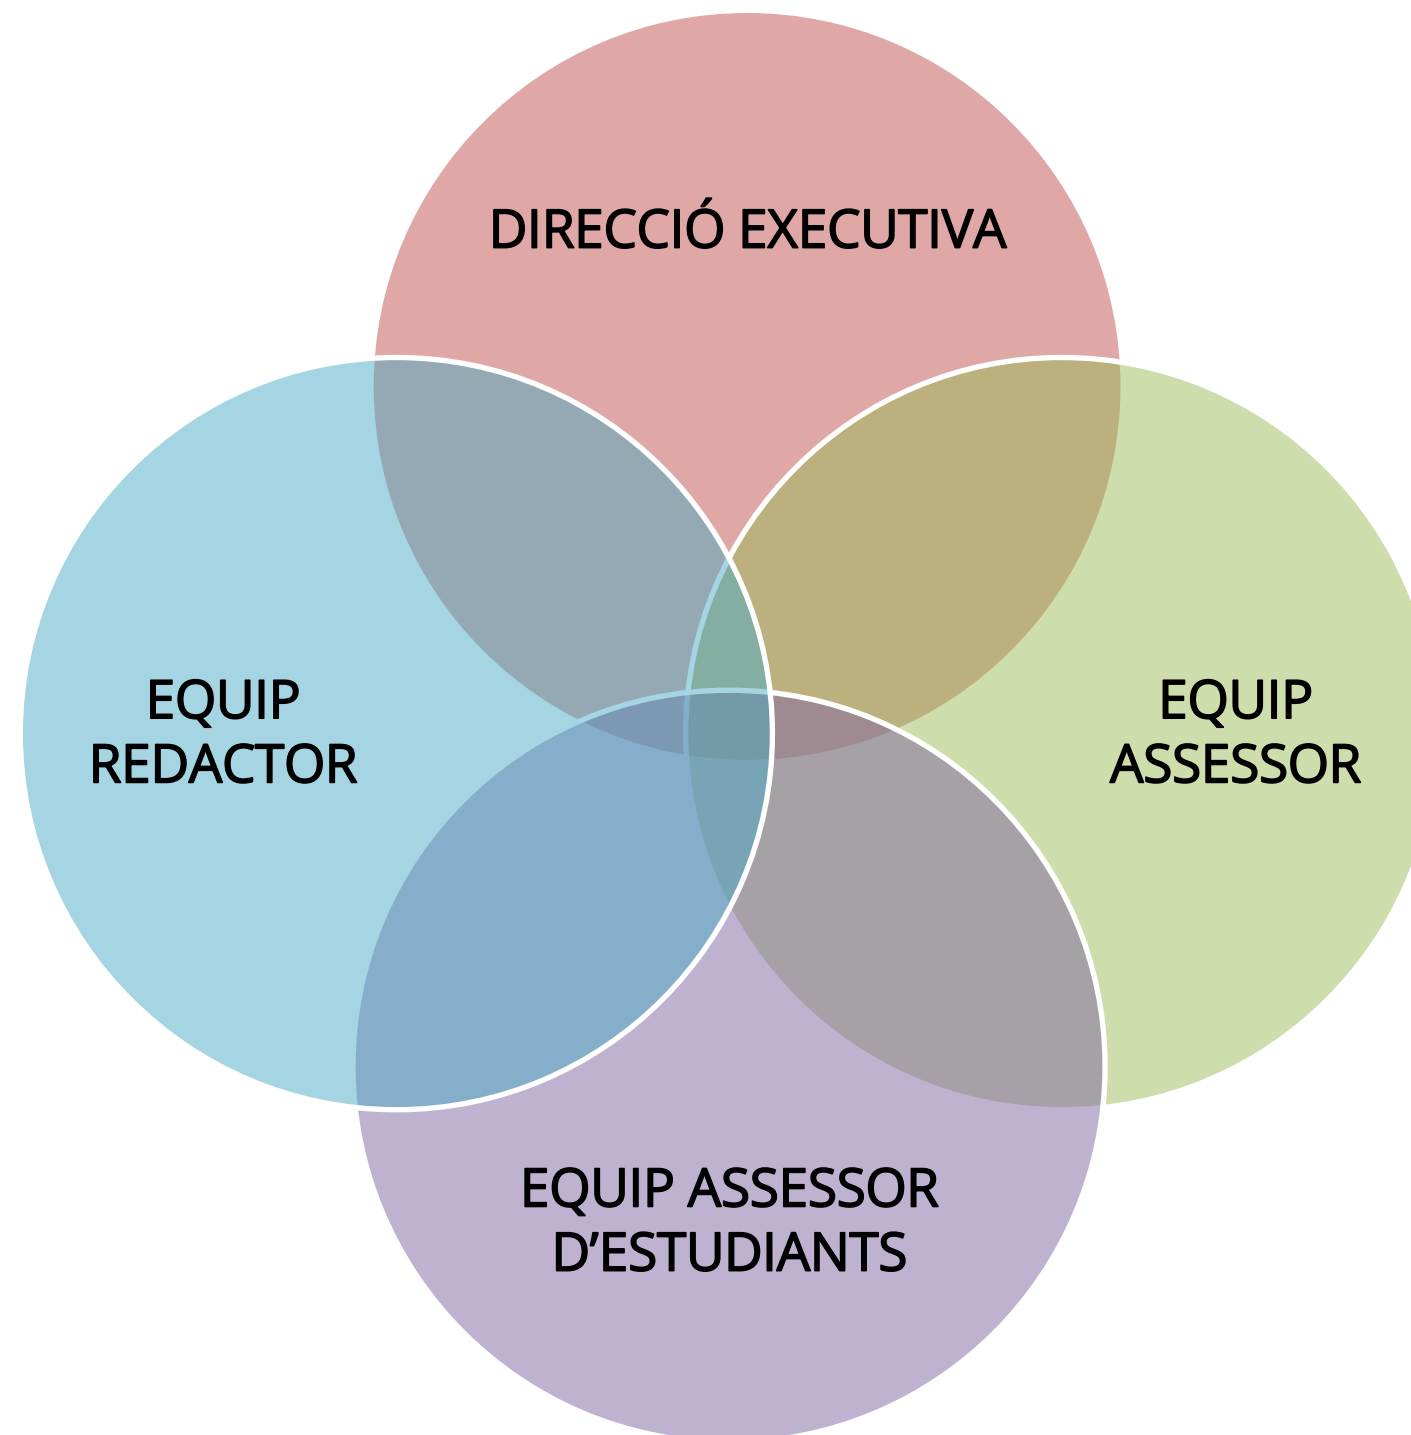 DIRECCIÓ EXECUTIVA
EQUIP
REDACTOR
EQUIP
ASSESSOR
EQUIP ASSESSOR
D’ESTUDIANTS